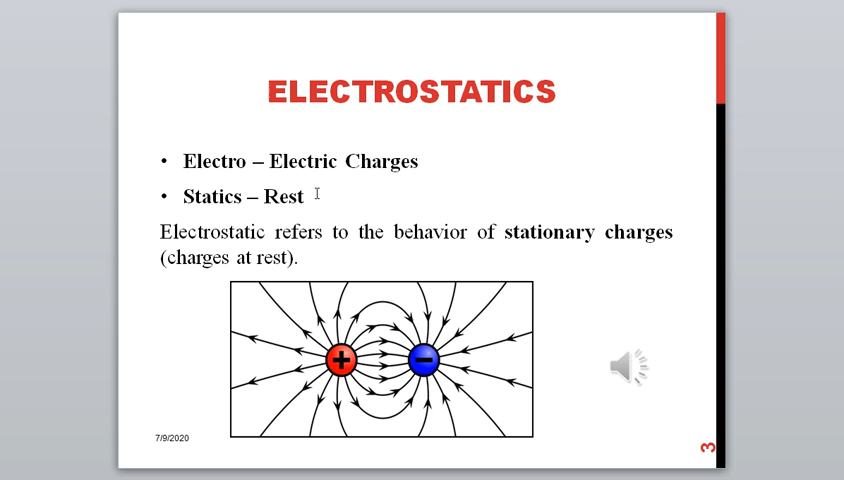 ELECTROSTATICS
• Electro – Electric Charges
• Statics – Rest
Electrostatic refers to the behavior of stationary charges
(charges at rest).
+ −
7/9/2020
3